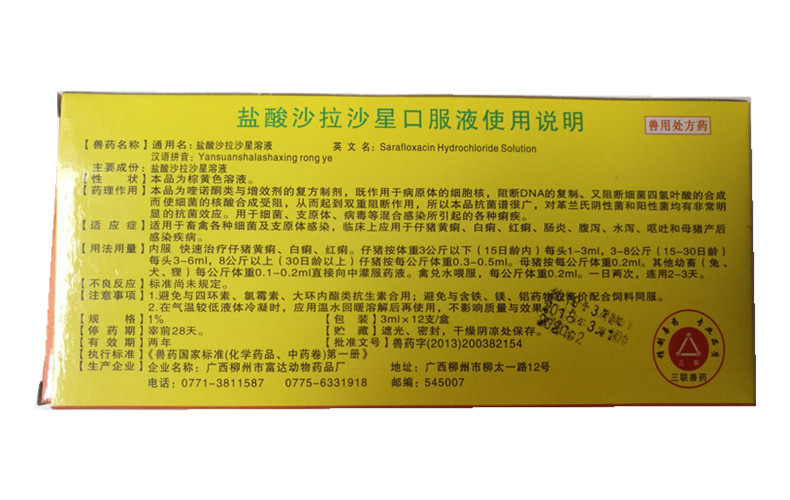 盐酸沙拉沙星口服液使用说明
兽用处方药
【兽药名称】通用名：盐酸沙拉沙星溶液 英文名：Sarafloxacin Hydrochloride Solution
汉语拼音：Yansuanshalashaxing rong ye
主要成份：盐酸沙拉沙星溶液
【性 状】本品为棕黄色溶液。
【药理作用】本品为喹诺酮类与增效剂的复方制剂，既作用于病原体的细胞核，阻断DNA的复制、又阻断细菌四氢叶酸的合成
而使细菌的核酸合成受阻，从而起到双重阻断作用，所以本品抗菌谱很广，对革兰氏阴性菌和阳性菌均有非常明
显的抗菌效应。用于细菌、支原体、病毒等混合感染所引起的各种痢疾。
【适 应 症】适用于畜禽各种细菌及支原体感染，临床上应用于仔猪黄痢、白痢、红痢、肠炎、腹泻、水泻、呕吐和母猪产后
感染疾病。
【用法用量】内服 快速治疗仔猪黄痢、白痢、红痢。仔猪按体重3公斤以下（15日龄内）每头1–3ml，3–8公斤（15–30日龄）
每头3–6ml，8公斤以上（30日龄以上）仔猪按每公斤体重0.3–0.5ml。母猪按每公斤体重0.2ml。其他幼畜（兔、
犬、狸）每公斤体重0.1–0.2ml直接向中灌服药液。禽兑水喂服，每公斤体重0.2ml。一日两次，连用2–3天。
【不良反应】标准尚未规定。
【注意事项】1.避免与四环素、氯霉素、大环内酯类抗生素合用；避免与含铁、镁、铝药物或高价配合饲料同服。
2.在气温较低液体冷凝时，应用温水回暖溶解后再使用，不影响质量与效果
【规 格】1% 【包 装】3ml×12支/盒
【停 药 期】宰前28天。 【贮 藏】遮光、密封，干燥阴凉处保存。
【有 效 期】两年 【批准文号】兽药字(2013)200382154
【执行标准】《兽药国家标准(化学药品、中药卷)第一册》
【生产企业】企业名称：广西柳州市富达动物药品厂 地址：广西柳州市柳太一路12号
电话：0771-3811587 0775-6331918 邮编：545007
精制兽药 专业品质
三联
三联兽药